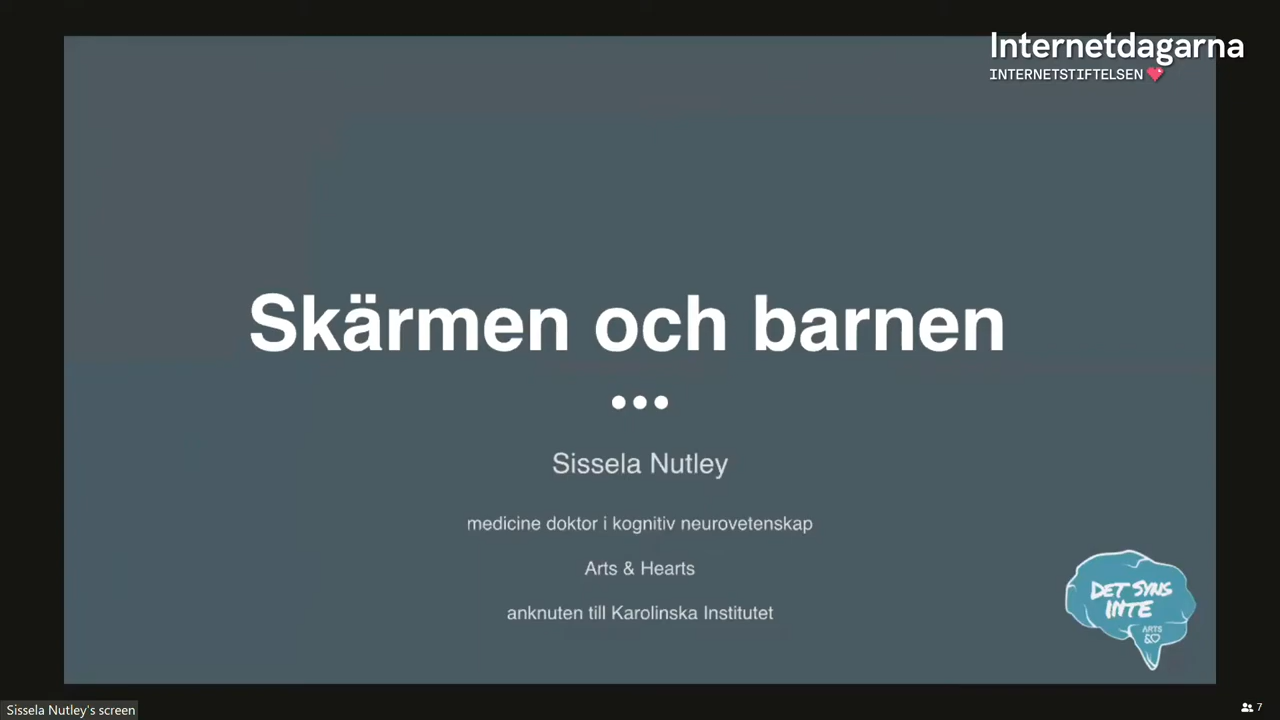 Internetdagarna
INTERNETSTIFTELSEN
Skärmen och barnen
Sissela Nutley
medicine doktor i kognitiv neurovetenskap
Arts & Hearts
anknuten till Karolinska Institutet
DET SYNS
INTE
ARTS
&
Sissela Nutley's screen
7